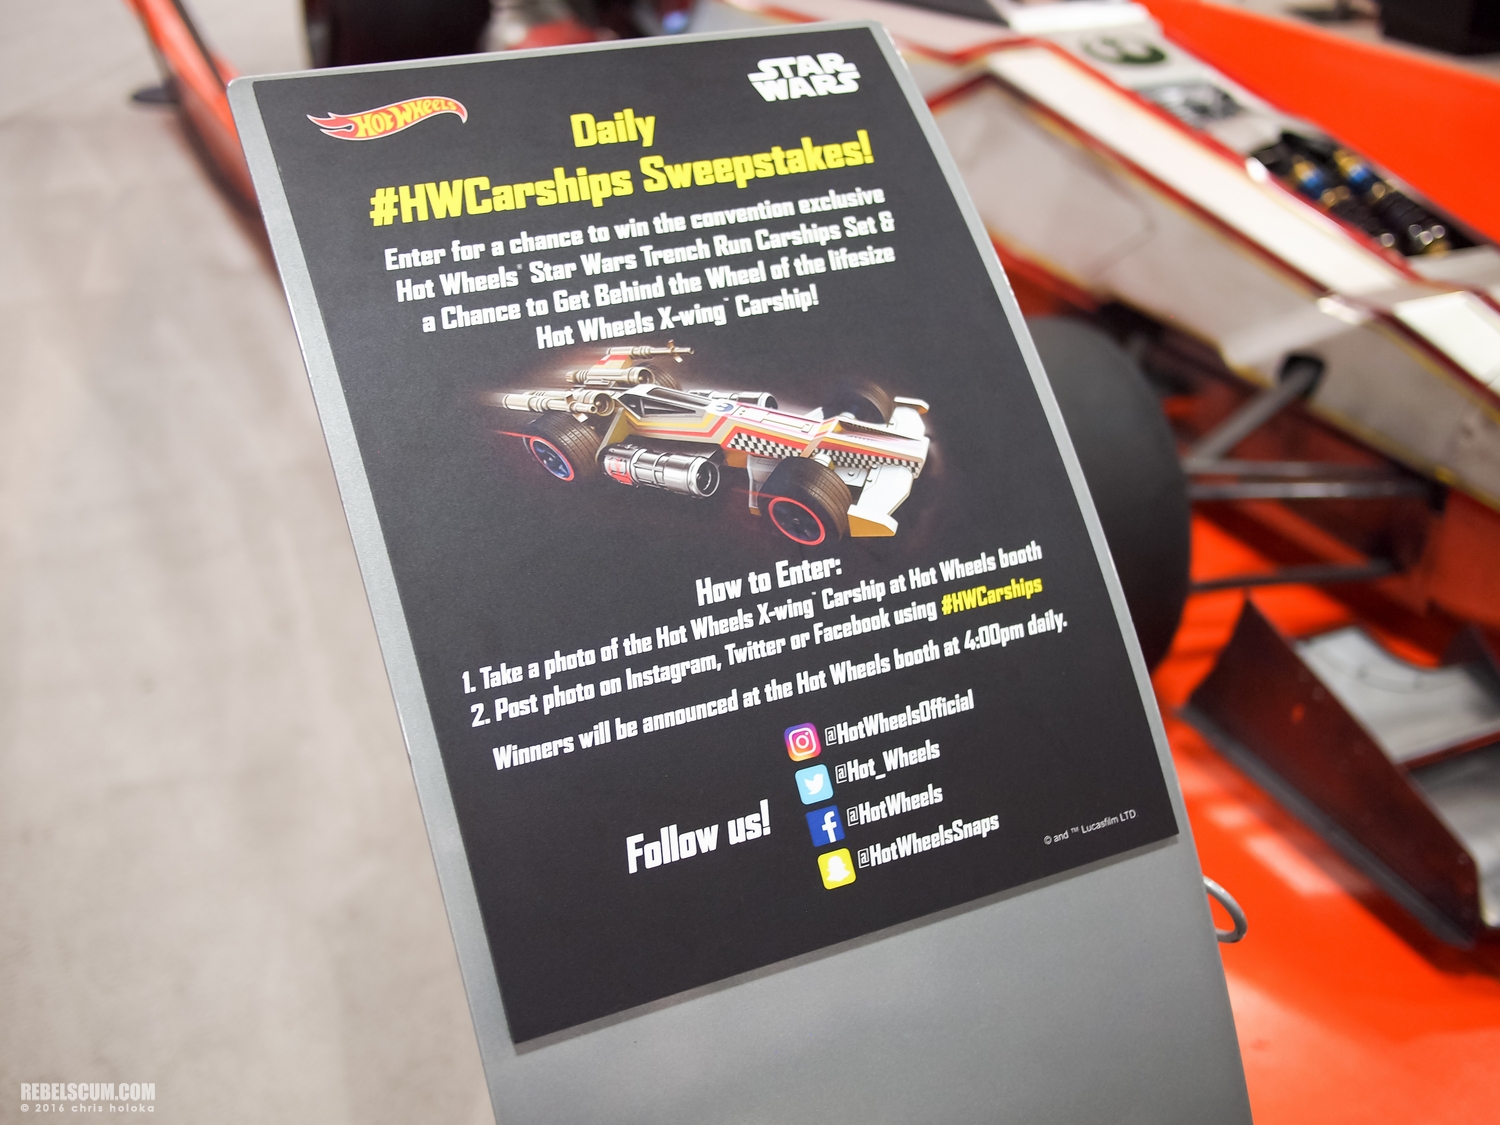 HOT WHEELS
STAR
WARS
Daily
#HWCarships Sweepstakes!
Enter for a chance to win the convention exclusive
Hot Wheels® Star Wars Trench Run Carships Set &
a Chance to Get Behind the Wheel of the lifesize
Hot Wheels X-wing™ Carship!
How to Enter:
1. Take a photo of the Hot Wheels X-wing™ Carship at Hot Wheels booth
2. Post photo on Instagram, Twitter or Facebook using #HWCarships
Winners will be announced at the Hot Wheels booth at 4:00pm daily.
Follow us!
@HotWheelsOfficial
@Hot_Wheels
@HotWheels
@HotWheelsSnaps
© and ™ Lucasfilm LTD
REBELSCUM.COM
© 2016 chris holoka